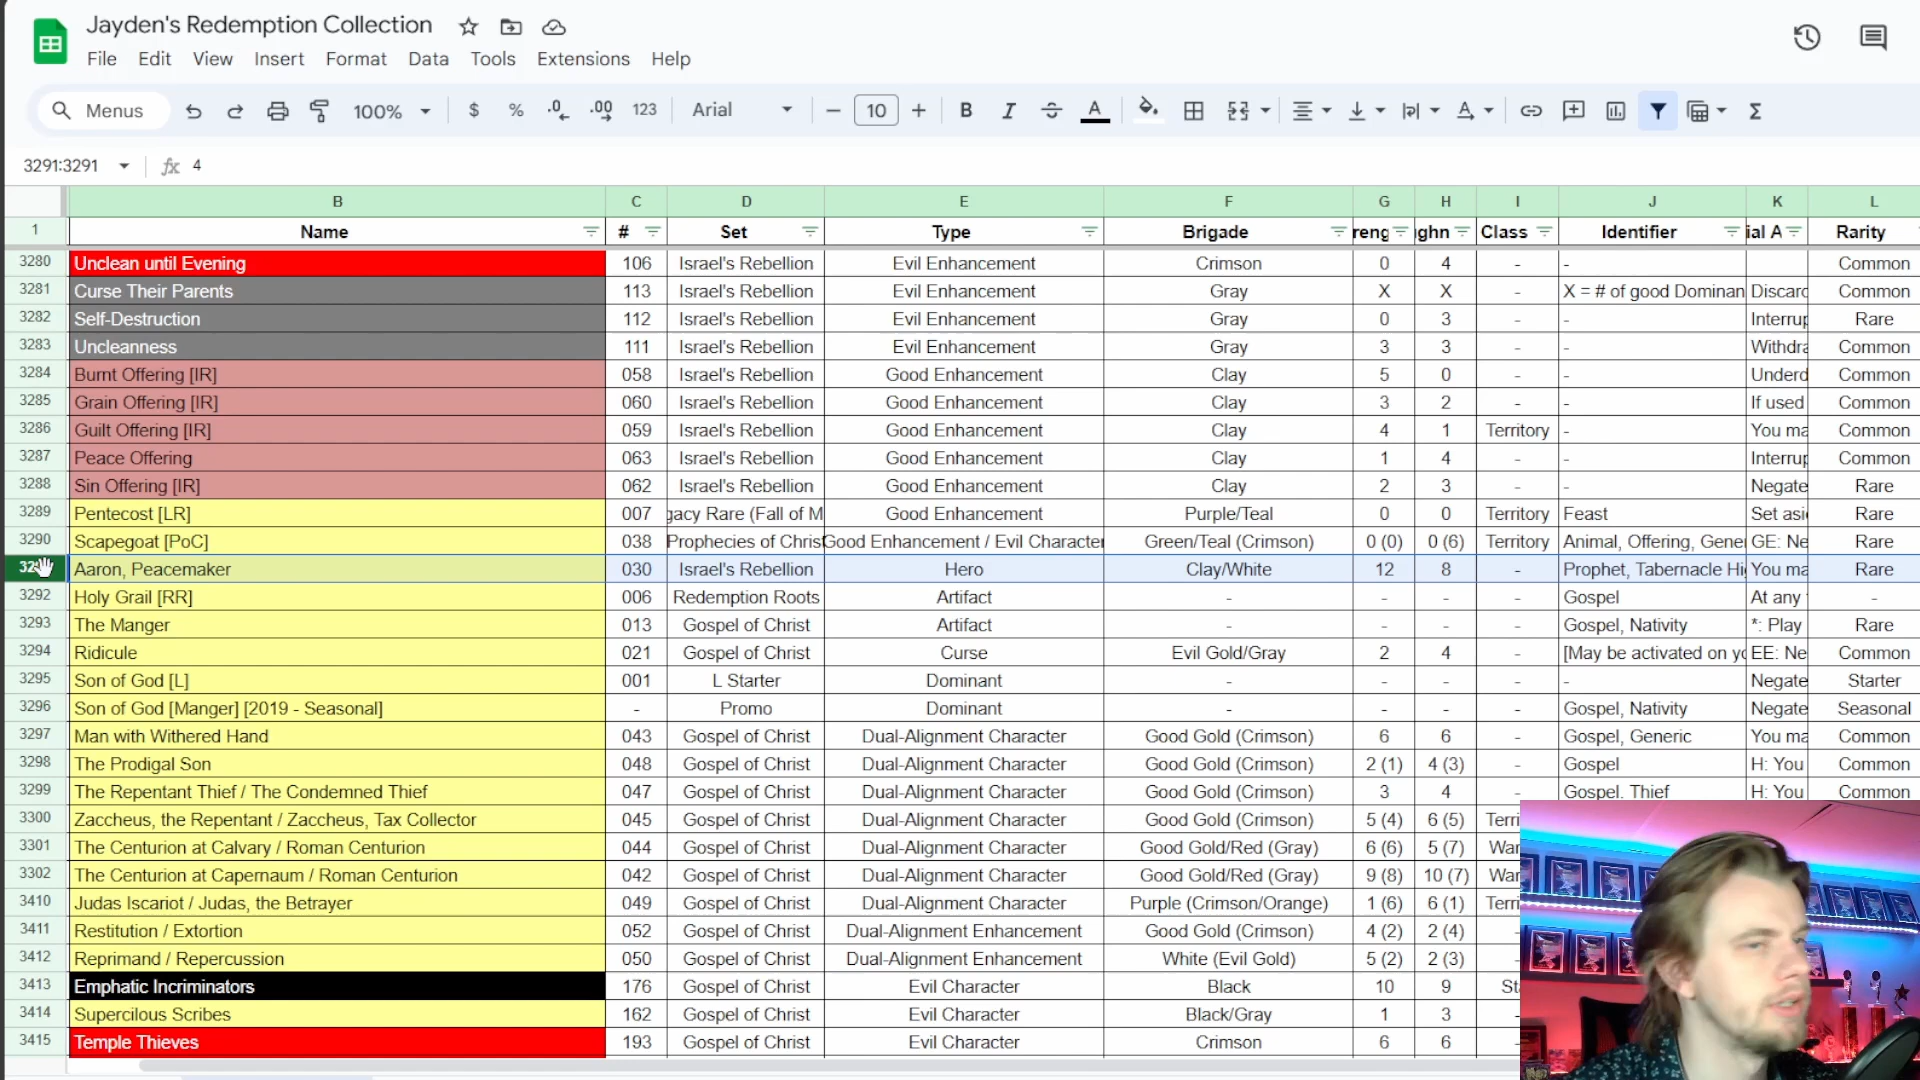 Jayden's Redemption Collection
File Edit View Insert Format Data Tools Extensions Help
Menus 100% $ % .0 .00 123 Arial 10 B I A Σ
3291:3291 fx 4
B C D E F G H I J K L
1 Name # Set Type Brigade reng ghn Class Identifier ial A Rarity
3280 Unclean until Evening 106 Israel's Rebellion Evil Enhancement Crimson 0 4 - - Common
3281 Curse Their Parents 113 Israel's Rebellion Evil Enhancement Gray X X - X = # of good Dominan Discard Common
3282 Self-Destruction 112 Israel's Rebellion Evil Enhancement Gray 0 3 - - Interrup Rare
3283 Uncleanness 111 Israel's Rebellion Evil Enhancement Gray 3 3 - - Withdra Common
3284 Burnt Offering [IR] 058 Israel's Rebellion Good Enhancement Clay 5 0 - - Underd Common
3285 Grain Offering [IR] 060 Israel's Rebellion Good Enhancement Clay 3 2 - - If used Common
3286 Guilt Offering [IR] 059 Israel's Rebellion Good Enhancement Clay 4 1 Territory - You ma Common
3287 Peace Offering 063 Israel's Rebellion Good Enhancement Clay 1 4 - - Interrup Common
3288 Sin Offering [IR] 062 Israel's Rebellion Good Enhancement Clay 2 3 - - Negate Rare
3289 Pentecost [LR] 007 gacy Rare (Fall of M Good Enhancement Purple/Teal 0 0 Territory Feast Set asi Rare
3290 Scapegoat [PoC] 038 Prophecies of Christ Good Enhancement / Evil Character Green/Teal (Crimson) 0 (0) 0 (6) Territory Animal, Offering, Gene GE: Ne Rare
Aaron, Peacemaker 030 Israel's Rebellion Hero Clay/White 12 8 - Prophet, Tabernacle Hi You ma Rare
3292 Holy Grail [RR] 006 Redemption Roots Artifact - - - - Gospel At any -
3293 The Manger 013 Gospel of Christ Artifact - - - - Gospel, Nativity *: Play Rare
3294 Ridicule 021 Gospel of Christ Curse Evil Gold/Gray 2 4 - [May be activated on yo EE: Ne Common
3295 Son of God [L] 001 L Starter Dominant - - - - - Negate Starter
3296 Son of God [Manger] [2019 - Seasonal] - Promo Dominant - - - - Gospel, Nativity Negate Seasonal
3297 Man with Withered Hand 043 Gospel of Christ Dual-Alignment Character Good Gold (Crimson) 6 6 - Gospel, Generic You ma Common
3298 The Prodigal Son 048 Gospel of Christ Dual-Alignment Character Good Gold (Crimson) 2 (1) 4 (3) - Gospel H: You Common
3299 The Repentant Thief / The Condemned Thief 047 Gospel of Christ Dual-Alignment Character Good Gold (Crimson) 3 4 - Gospel, Thief H: You Common
3300 Zaccheus, the Repentant / Zaccheus, Tax Collector 045 Gospel of Christ Dual-Alignment Character Good Gold (Crimson) 5 (4) 6 (5) Terri
3301 The Centurion at Calvary / Roman Centurion 044 Gospel of Christ Dual-Alignment Character Good Gold/Red (Gray) 6 (6) 5 (7) War
3302 The Centurion at Capernaum / Roman Centurion 042 Gospel of Christ Dual-Alignment Character Good Gold/Red (Gray) 9 (8) 10 (7) War
3410 Judas Iscariot / Judas, the Betrayer 049 Gospel of Christ Dual-Alignment Character Purple (Crimson/Orange) 1 (6) 6 (1) Terri
3411 Restitution / Extortion 052 Gospel of Christ Dual-Alignment Enhancement Good Gold (Crimson) 4 (2) 2 (4) -
3412 Reprimand / Repercussion 050 Gospel of Christ Dual-Alignment Enhancement White (Evil Gold) 5 (2) 2 (3) -
3413 Emphatic Incriminators 176 Gospel of Christ Evil Character Black 10 9 St
3414 Supercilous Scribes 162 Gospel of Christ Evil Character Black/Gray 1 3 -
3415 Temple Thieves 193 Gospel of Christ Evil Character Crimson 6 6 -